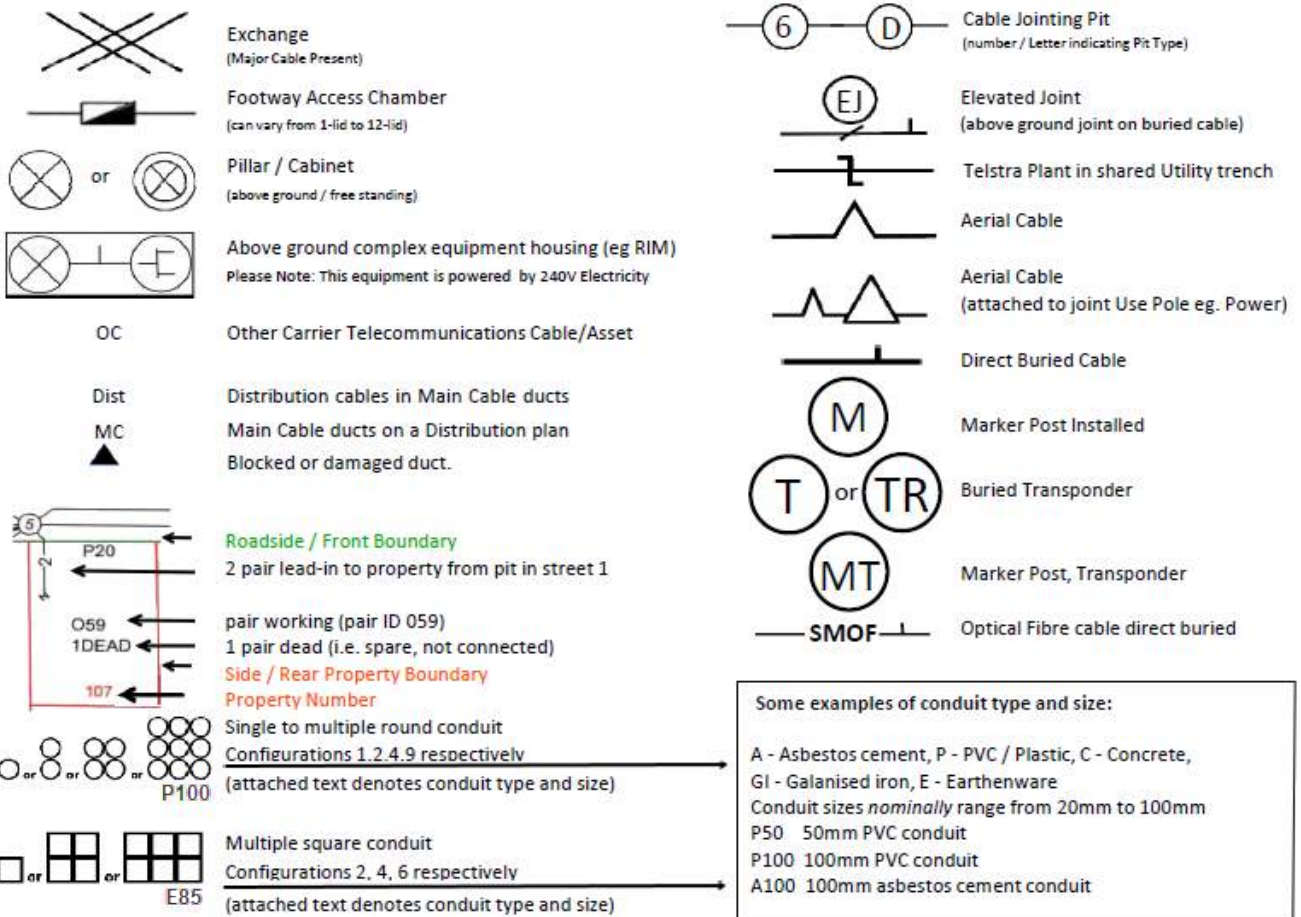 Exchange
(Major Cable Present)
Footway Access Chamber
(can vary from 1-lid to 12-lid)
or
Pillar / Cabinet
(above ground / free standing)
Above ground complex equipment housing (eg RIM)
Please Note: This equipment is powered by 240V Electricity
OC
Other Carrier Telecommunications Cable/Asset
Dist
Distribution cables in Main Cable ducts
MC
Main Cable ducts on a Distribution plan
Blocked or damaged duct.
5
P20
2
Roadside / Front Boundary
2 pair lead-in to property from pit in street 1
O59
pair working (pair ID 059)
1DEAD
1 pair dead (i.e. spare, not connected)
Side / Rear Property Boundary
107
Property Number
or or or
P100
Single to multiple round conduit
Configurations 1.2.4.9 respectively
(attached text denotes conduit type and size)
or or
E85
Multiple square conduit
Configurations 2, 4, 6 respectively
(attached text denotes conduit type and size)
6 D
Cable Jointing Pit
(number / Letter indicating Pit Type)
EJ
Elevated Joint
(above ground joint on buried cable)
Telstra Plant in shared Utility trench
Aerial Cable
Aerial Cable
(attached to joint Use Pole eg. Power)
Direct Buried Cable
M
Marker Post Installed
T or TR
Buried Transponder
MT
Marker Post, Transponder
SMOF
Optical Fibre cable direct buried
Some examples of conduit type and size:
A - Asbestos cement, P - PVC / Plastic, C - Concrete,
GI - Galanised iron, E - Earthenware
Conduit sizes nominally range from 20mm to 100mm
P50 50mm PVC conduit
P100 100mm PVC conduit
A100 100mm asbestos cement conduit